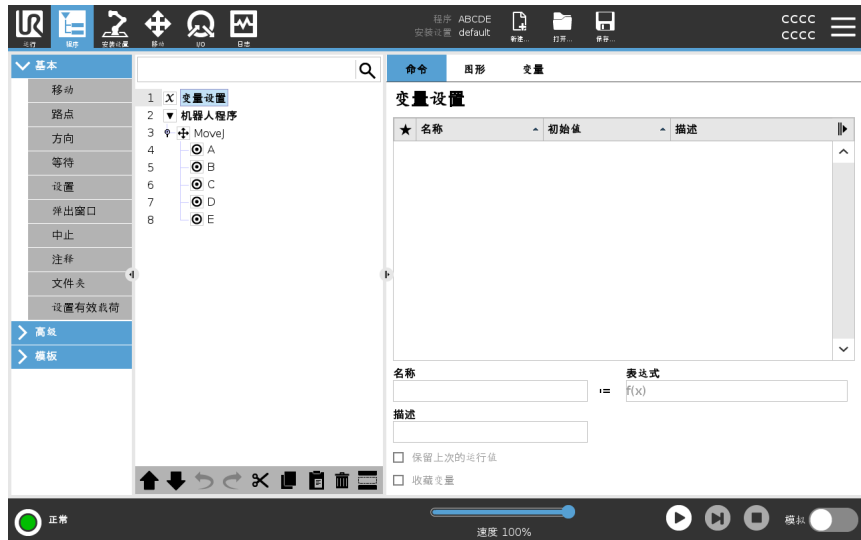 UR
运行
程序
安装设置
移动
I/O
日志
程序 ABCDE
安装设置 default
新建...
打开...
保存...
CCCC
CCCC
基本
移动
路点
方向
等待
设置
弹出窗口
中止
注释
文件夹
设置有效载荷
高级
模板
1 X 变量设置
2 机器人程序
3 MoveJ
4 A
5 B
6 C
7 D
8 E
命令 图形 变量
变量设置
名称 初始值 描述
名称 表达式
:= f(x)
描述
保留上次的运行值
收藏变量
正常
速度 100%
模拟